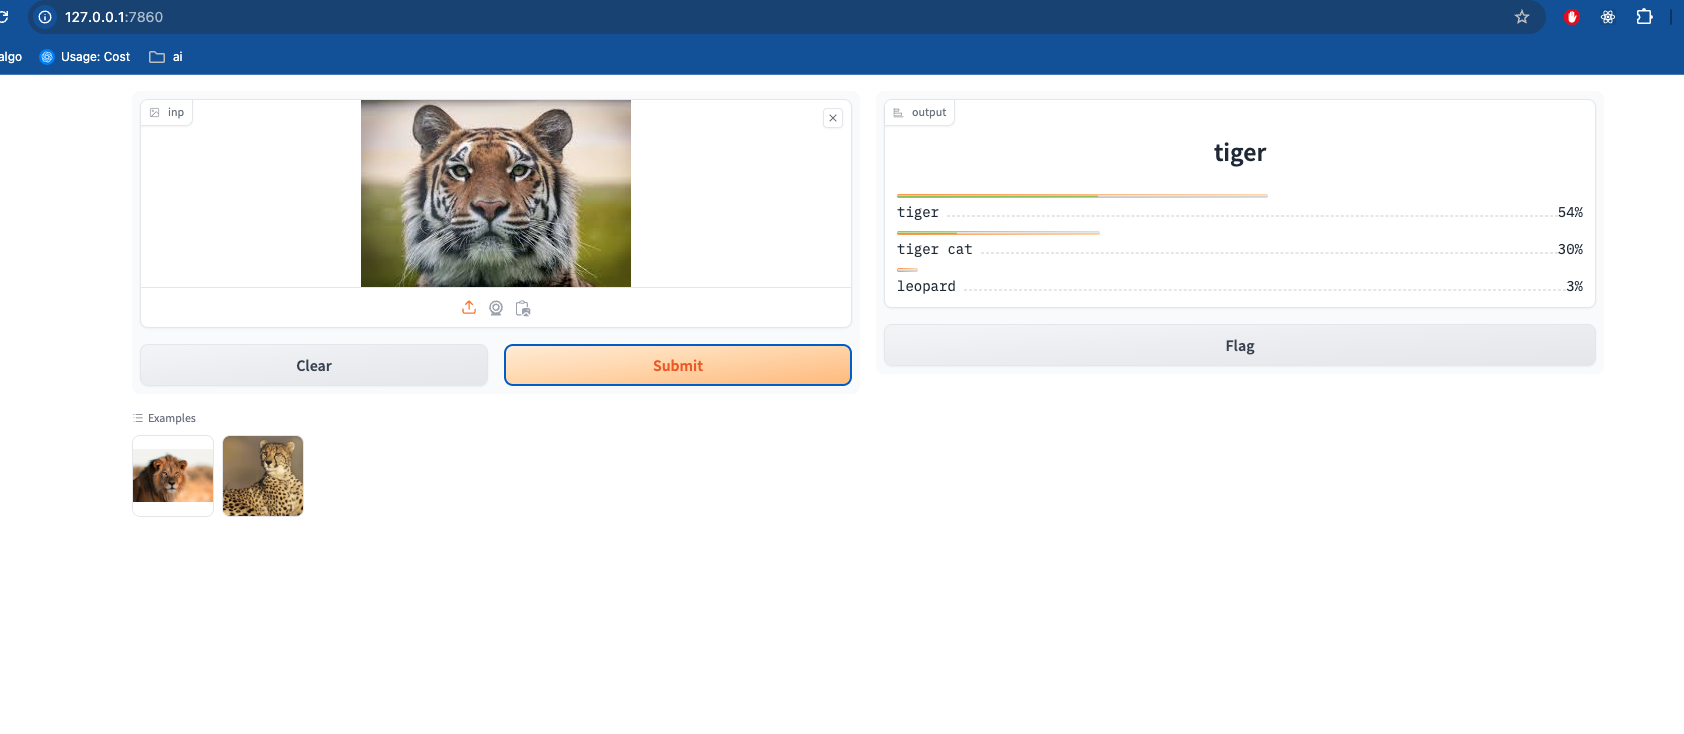 127.0.0.1:7860
algo Usage: Cost ai
inp
output
tiger
tiger 54%
tiger cat 30%
leopard 3%
Clear Submit
Flag
Examples